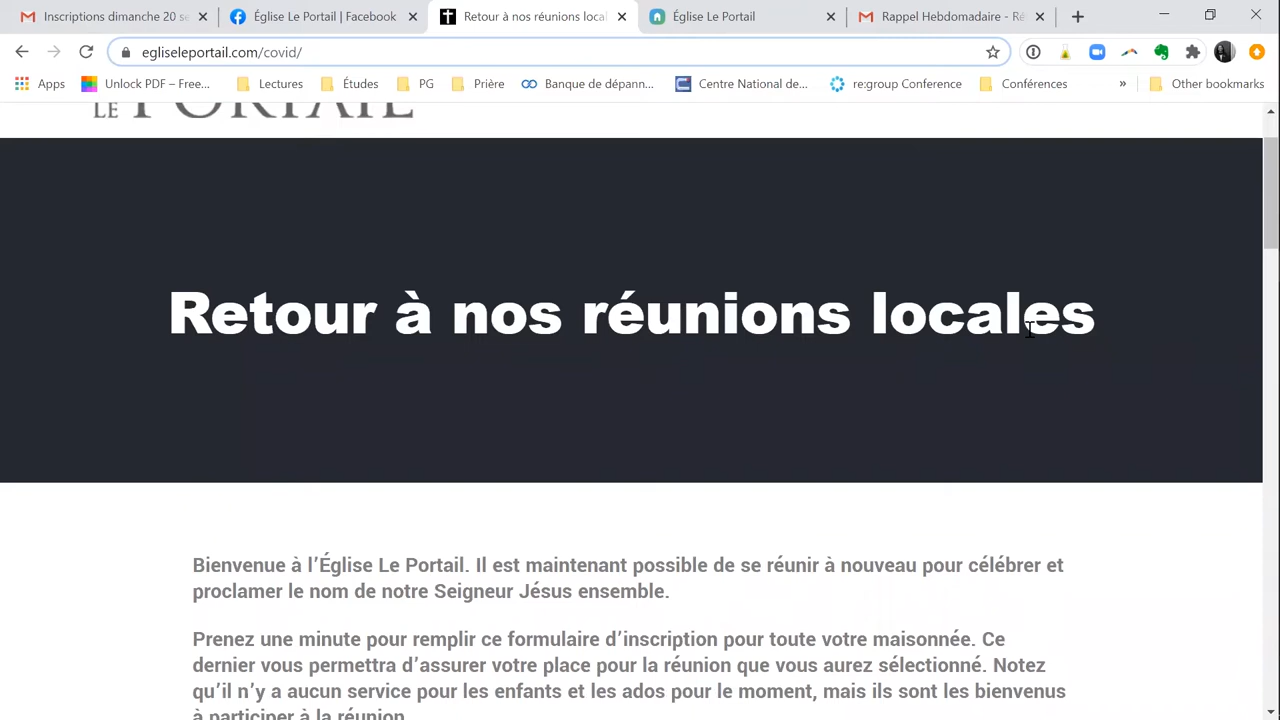 Inscriptions dimanche 20
Église Le Portail | Facebook
Retour à nos réunions local
Église Le Portail
Rappel Hebdomadaire - Ré
egliseleportail.com/covid/
Apps
Unlock PDF – Free...
Lectures
Études
PG
Prière
Banque de dépann...
Centre National de...
re:group Conference
Conférences
»
Other bookmarks
LE PORTAIL
Retour à nos réunions locales
Bienvenue à l'Église Le Portail. Il est maintenant possible de se réunir à nouveau pour célébrer et
proclamer le nom de notre Seigneur Jésus ensemble.
Prenez une minute pour remplir ce formulaire d'inscription pour toute votre maisonnée. Ce
dernier vous permettra d'assurer votre place pour la réunion que vous aurez sélectionné. Notez
qu'il n'y a aucun service pour les enfants et les ados pour le moment, mais ils sont les bienvenus
à participer à la réunion.